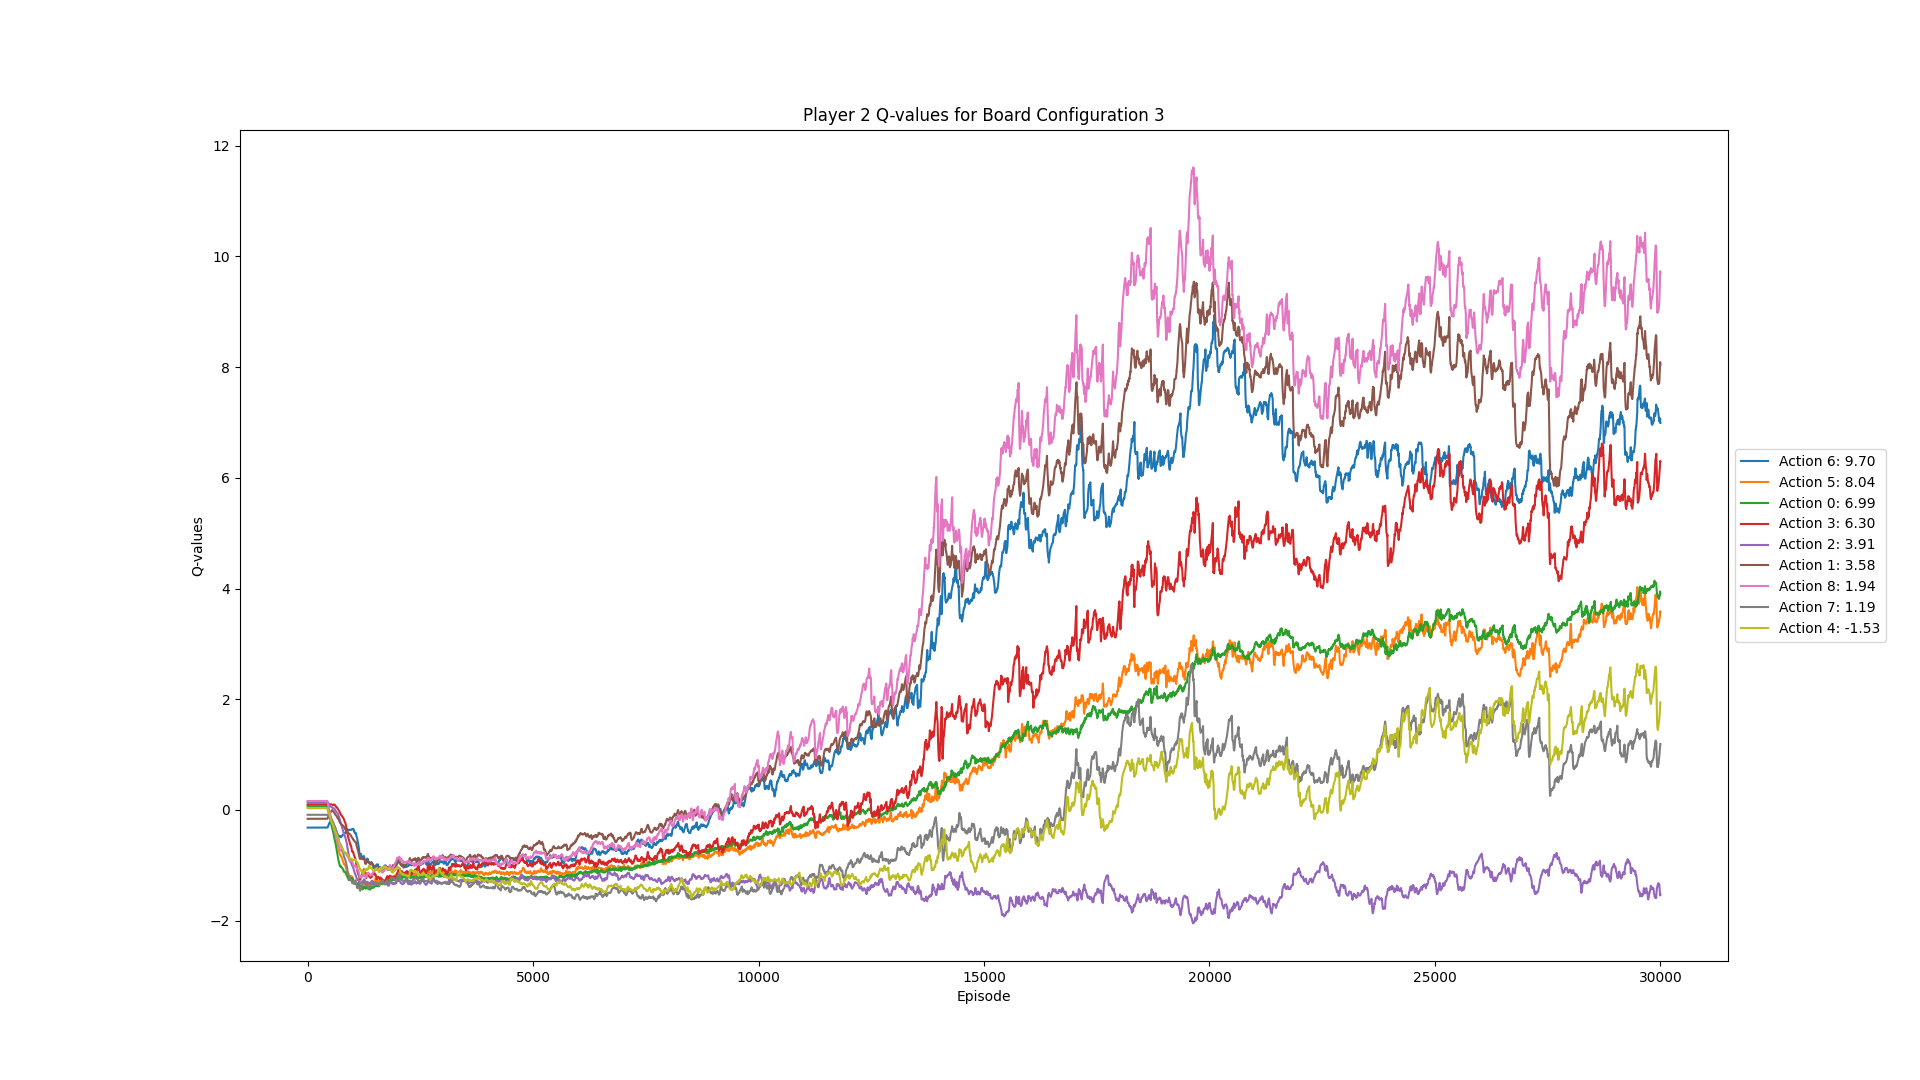 Player 2 Q-values for Board Configuration 3
12
10
8
6
4
2
0
−2
Q-values
0 5000 10000 15000 20000 25000 30000
Episode
Action 6: 9.70
Action 5: 8.04
Action 0: 6.99
Action 3: 6.30
Action 2: 3.91
Action 1: 3.58
Action 8: 1.94
Action 7: 1.19
Action 4: -1.53